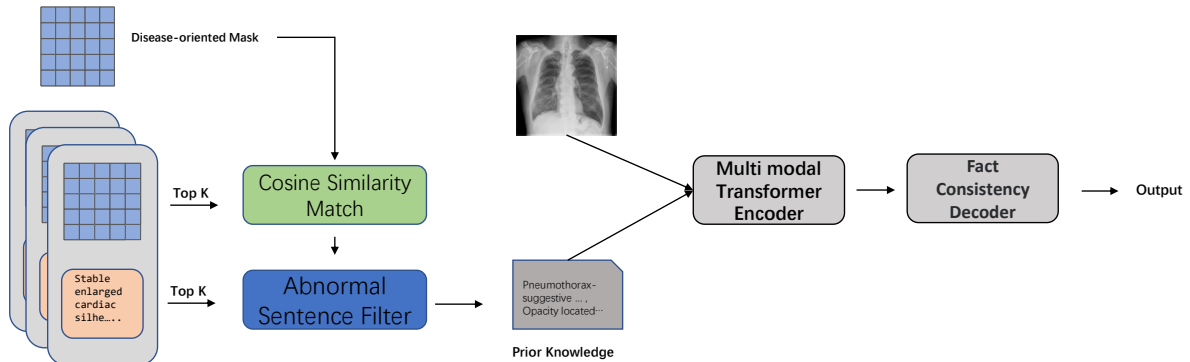 Disease-oriented Mask
Top K
Cosine Similarity
Match
Stable
enlarged
cardiac
silhe…..
Top K
Abnormal
Sentence Filter
Pneumothorax-
suggestive … ,
Opacity located…
Prior Knowledge
Multi modal
Transformer
Encoder
Fact
Consistency
Decoder
Output